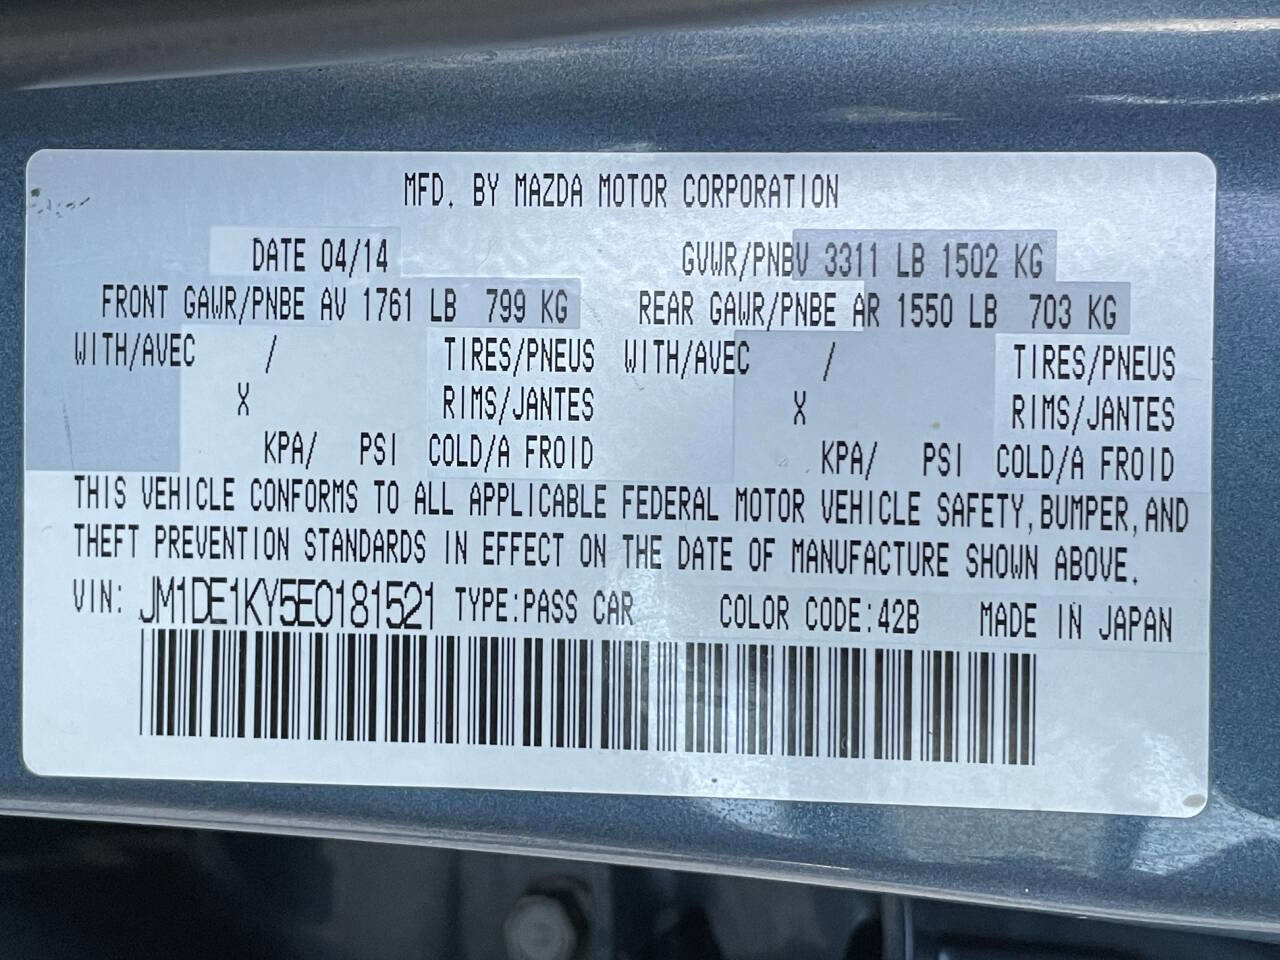 MFD. BY MAZDA MOTOR CORPORATION
DATE 04/14 GVWR/PNBV 3311 LB 1502 KG
FRONT GAWR/PNBE AV 1761 LB 799 KG REAR GAWR/PNBE AR 1550 LB 703 KG
WITH/AVEC / TIRES/PNEUS WITH/AVEC / TIRES/PNEUS
X RIMS/JANTES X RIMS/JANTES
KPA/ PSI COLD/A FROID KPA/ PSI COLD/A FROID
THIS VEHICLE CONFORMS TO ALL APPLICABLE FEDERAL MOTOR VEHICLE SAFETY, BUMPER, AND
THEFT PREVENTION STANDARDS IN EFFECT ON THE DATE OF MANUFACTURE SHOWN ABOVE.
VIN: JM1DE1KY5E0181521 TYPE:PASS CAR COLOR CODE:42B MADE IN JAPAN